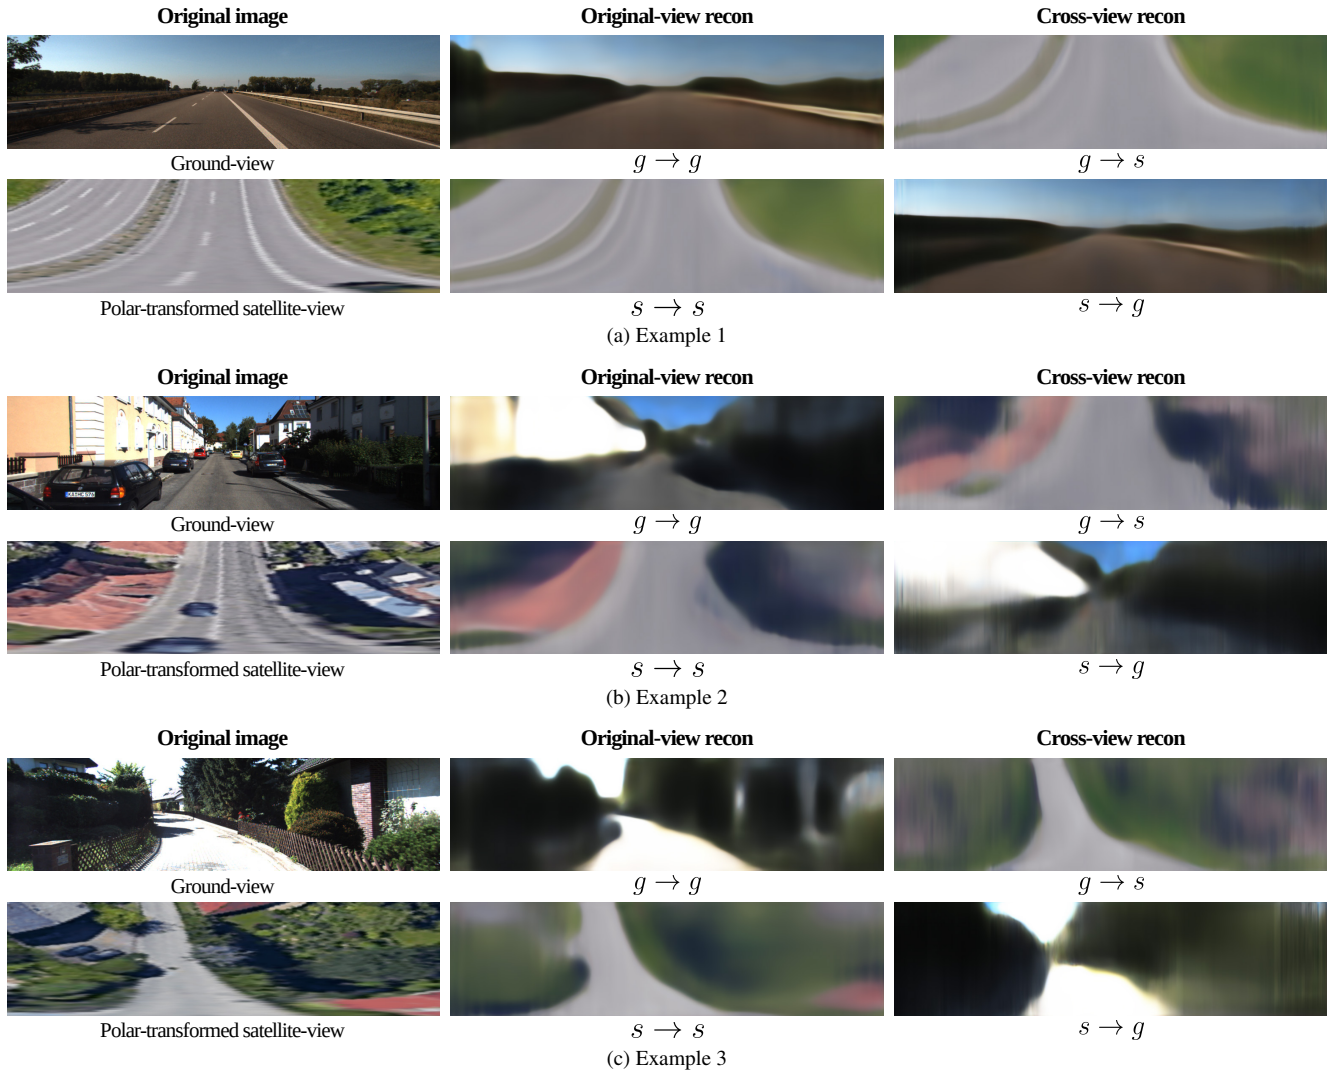 Original image Original-view recon Cross-view recon
Ground-view g → g g → s
Polar-transformed satellite-view s → s s → g
(a) Example 1
Original image Original-view recon Cross-view recon
Ground-view g → g g → s
Polar-transformed satellite-view s → s s → g
(b) Example 2
Original image Original-view recon Cross-view recon
Ground-view g → g g → s
Polar-transformed satellite-view s → s s → g
(c) Example 3